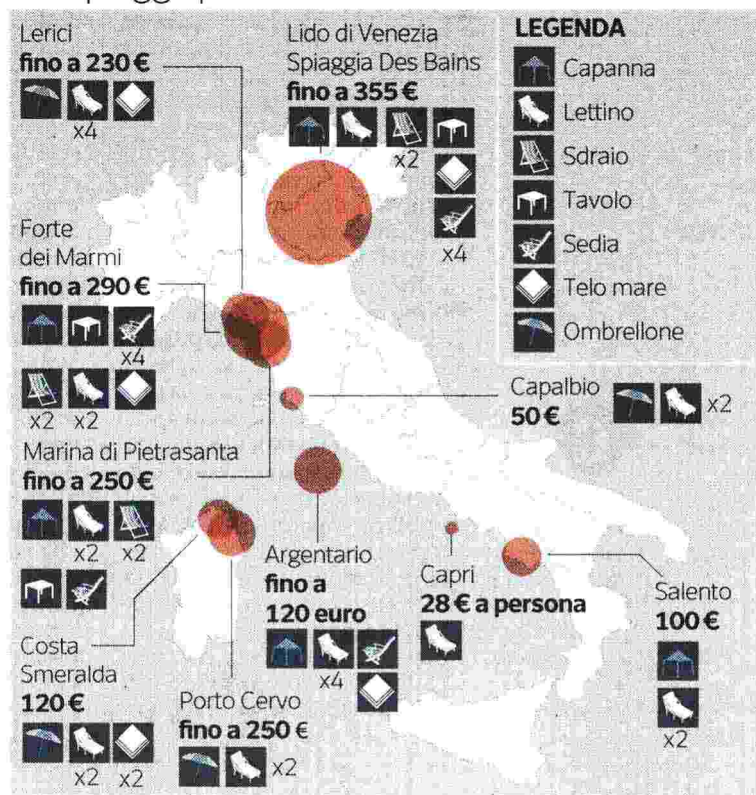 Lerici
fino a 230 €
x4
Lido di Venezia
Spiaggia Des Bains
fino a 355 €
x2
x4
LEGENDA
Capanna
Lettino
Sdraio
Tavolo
Sedia
Telo mare
Ombrellone
Forte
dei Marmi
fino a 290 €
x4
x2 x2
Capalbio
50 €
x2
Marina di Pietrasanta
fino a 250 €
x2 x2
Argentario
fino a
120 euro
x4
Capri
28 € a persona
Salento
100 €
x2
Costa
Smeralda
120 €
x2 x2
Porto Cervo
fino a 250 €
x2